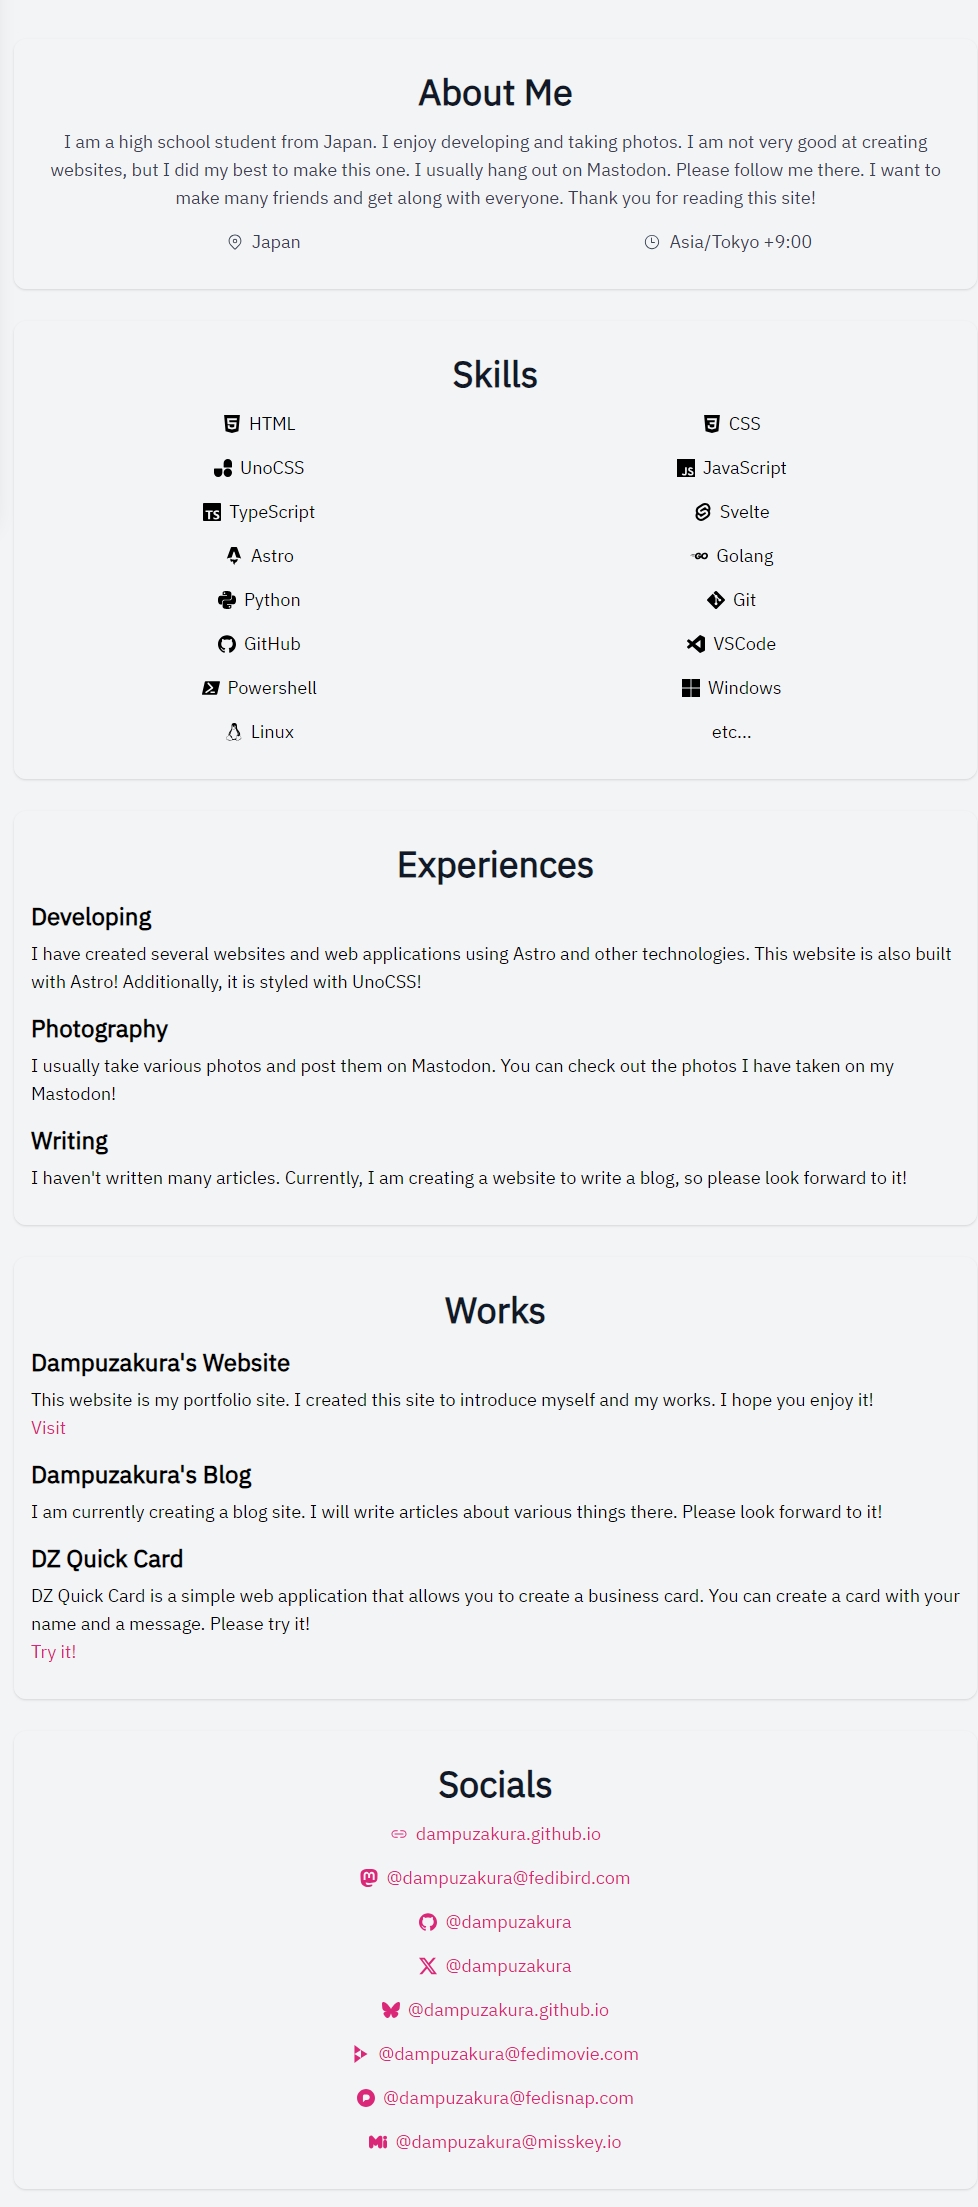 About Me
I am a high school student from Japan. I enjoy developing and taking photos. I am not very good at creating
websites, but I did my best to make this one. I usually hang out on Mastodon. Please follow me there. I want to
make many friends and get along with everyone. Thank you for reading this site!
Japan
Asia/Tokyo +9:00
Skills
HTML
CSS
UnoCSS
JavaScript
TypeScript
Svelte
Astro
Golang
Python
Git
GitHub
VSCode
Powershell
Windows
Linux
etc...
Experiences
Developing
I have created several websites and web applications using Astro and other technologies. This website is also built
with Astro! Additionally, it is styled with UnoCSS!
Photography
I usually take various photos and post them on Mastodon. You can check out the photos I have taken on my
Mastodon!
Writing
I haven't written many articles. Currently, I am creating a website to write a blog, so please look forward to it!
Works
Dampuzakura's Website
This website is my portfolio site. I created this site to introduce myself and my works. I hope you enjoy it!
Visit
Dampuzakura's Blog
I am currently creating a blog site. I will write articles about various things there. Please look forward to it!
DZ Quick Card
DZ Quick Card is a simple web application that allows you to create a business card. You can create a card with your
name and a message. Please try it!
Try it!
Socials
dampuzakura.github.io
@dampuzakura@fedibird.com
@dampuzakura
@dampuzakura
@dampuzakura.github.io
@dampuzakura@fedimovie.com
@dampuzakura@fedisnap.com
@dampuzakura@misskey.io